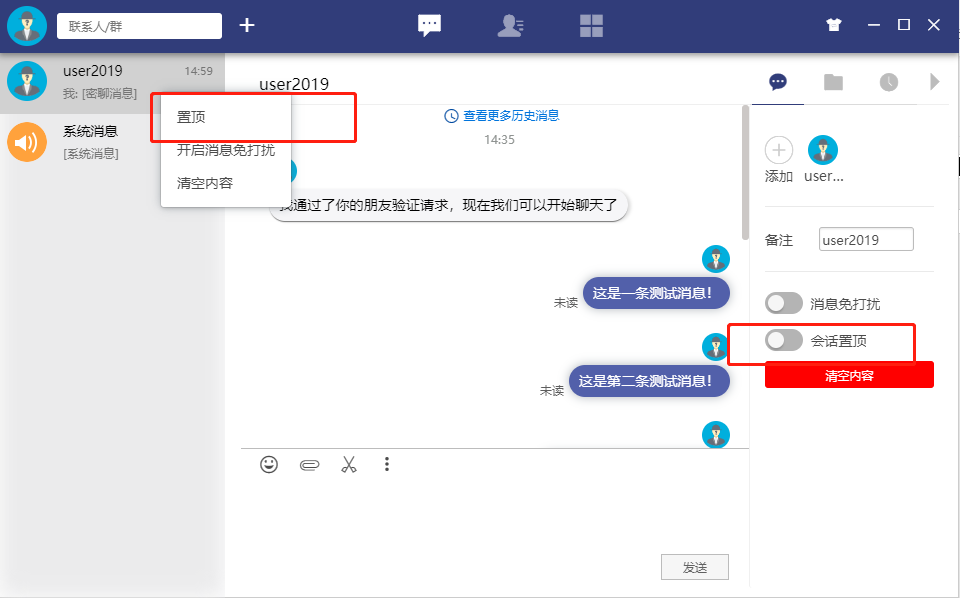 联系人/群
user2019
14:59
我: [密聊消息]
系统消息
[系统消息]
置顶
开启消息免打扰
清空内容
user2019
查看更多历史消息
14:35
我通过了你的朋友验证请求，现在我们可以开始聊天了
未读
这是一条测试消息！
未读
这是第二条测试消息！
发送
添加
user...
备注
user2019
消息免打扰
会话置顶
清空内容